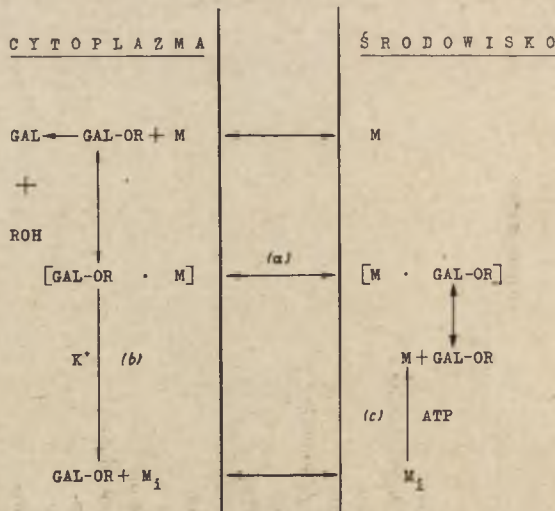 CYTOPLAZMA ŚRODOWISKO
GAL GAL-OR + M M
+
ROH
(a)
[GAL-OR · M] [M · GAL-OR]
K⁺ (b) M + GAL-OR
(c) ATP
GAL-OR + Mi Mi